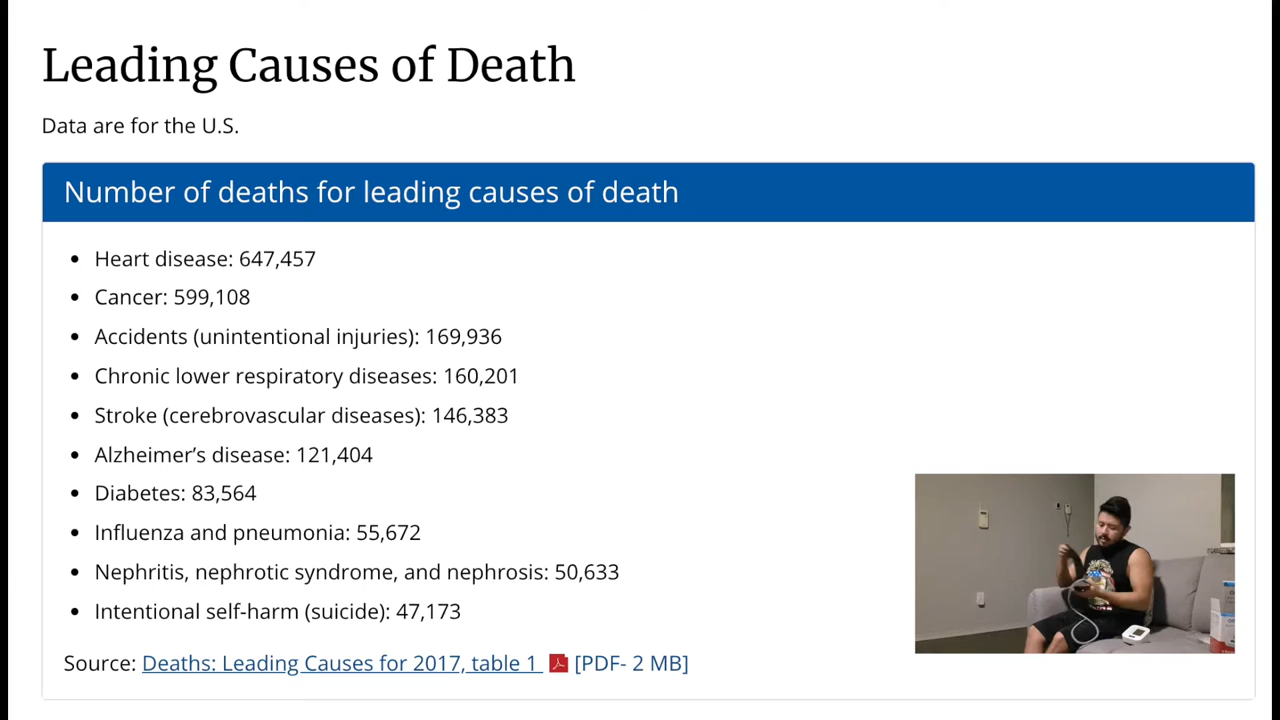 Leading Causes of Death
Data are for the U.S.
Number of deaths for leading causes of death
Heart disease: 647,457
Cancer: 599,108
Accidents (unintentional injuries): 169,936
Chronic lower respiratory diseases: 160,201
Stroke (cerebrovascular diseases): 146,383
Alzheimer’s disease: 121,404
Diabetes: 83,564
Influenza and pneumonia: 55,672
Nephritis, nephrotic syndrome, and nephrosis: 50,633
Intentional self-harm (suicide): 47,173
Source: Deaths: Leading Causes for 2017, table 1 [PDF- 2 MB]